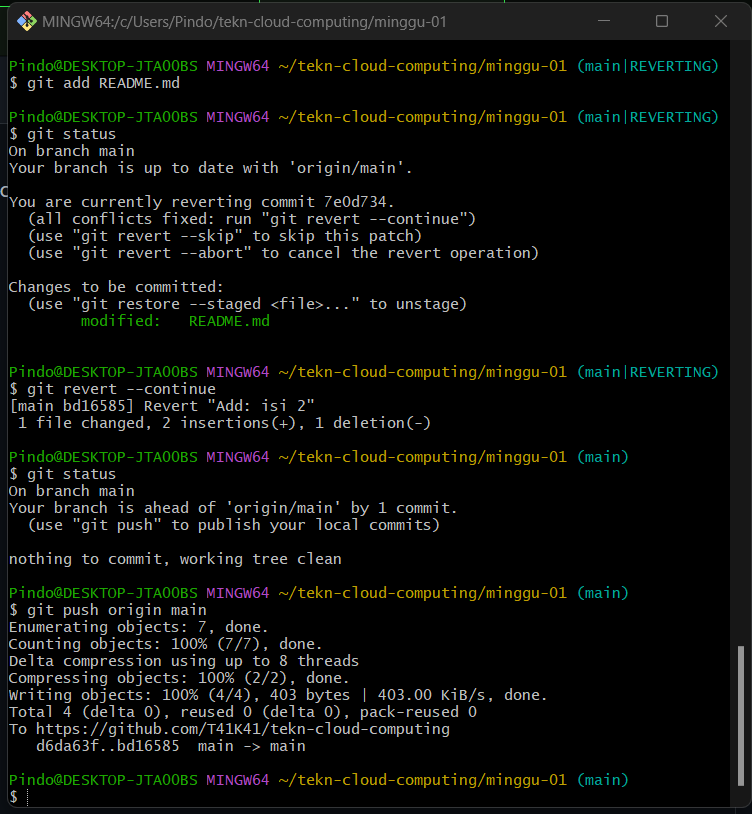 MINGW64:/c/Users/Pindo/tekn-cloud-computing/minggu-01
Pindo@DESKTOP-JTAOOBS MINGW64 ~/tekn-cloud-computing/minggu-01 (main|REVERTING)
$ git add README.md
Pindo@DESKTOP-JTAOOBS MINGW64 ~/tekn-cloud-computing/minggu-01 (main|REVERTING)
$ git status
On branch main
Your branch is up to date with 'origin/main'.
You are currently reverting commit 7e0d734.
(all conflicts fixed: run "git revert --continue")
(use "git revert --skip" to skip this patch)
(use "git revert --abort" to cancel the revert operation)
Changes to be committed:
(use "git restore --staged <file>..." to unstage)
modified:   README.md
Pindo@DESKTOP-JTAOOBS MINGW64 ~/tekn-cloud-computing/minggu-01 (main|REVERTING)
$ git revert --continue
[main bd16585] Revert "Add: isi 2"
1 file changed, 2 insertions(+), 1 deletion(-)
Pindo@DESKTOP-JTAOOBS MINGW64 ~/tekn-cloud-computing/minggu-01 (main)
$ git status
On branch main
Your branch is ahead of 'origin/main' by 1 commit.
(use "git push" to publish your local commits)
nothing to commit, working tree clean
Pindo@DESKTOP-JTAOOBS MINGW64 ~/tekn-cloud-computing/minggu-01 (main)
$ git push origin main
Enumerating objects: 7, done.
Counting objects: 100% (7/7), done.
Delta compression using up to 8 threads
Compressing objects: 100% (2/2), done.
Writing objects: 100% (4/4), 403 bytes | 403.00 KiB/s, done.
Total 4 (delta 0), reused 0 (delta 0), pack-reused 0
To https://github.com/T41K41/tekn-cloud-computing
d6da63f..bd16585  main -> main
Pindo@DESKTOP-JTAOOBS MINGW64 ~/tekn-cloud-computing/minggu-01 (main)
$